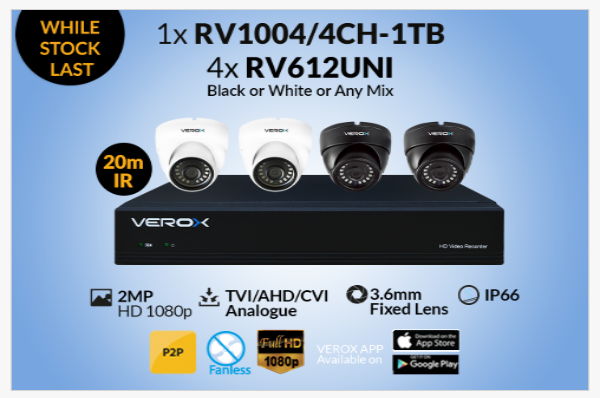 WHILE
STOCK
LAST
1x RV1004/4CH-1TB
4x RV612UNI
Black or White or Any Mix
VEROX
VEROX
VEROX
VEROX
20m
IR
VEROX
HD Video Recorder
2MP
HD 1080p
TVI/AHD/CVI
Analogue
3.6mm
Fixed Lens
IP66
P2P
Fanless
Full HD
1080p
VEROX APP
Available on
Download on the
App Store
GET IT ON
Google Play